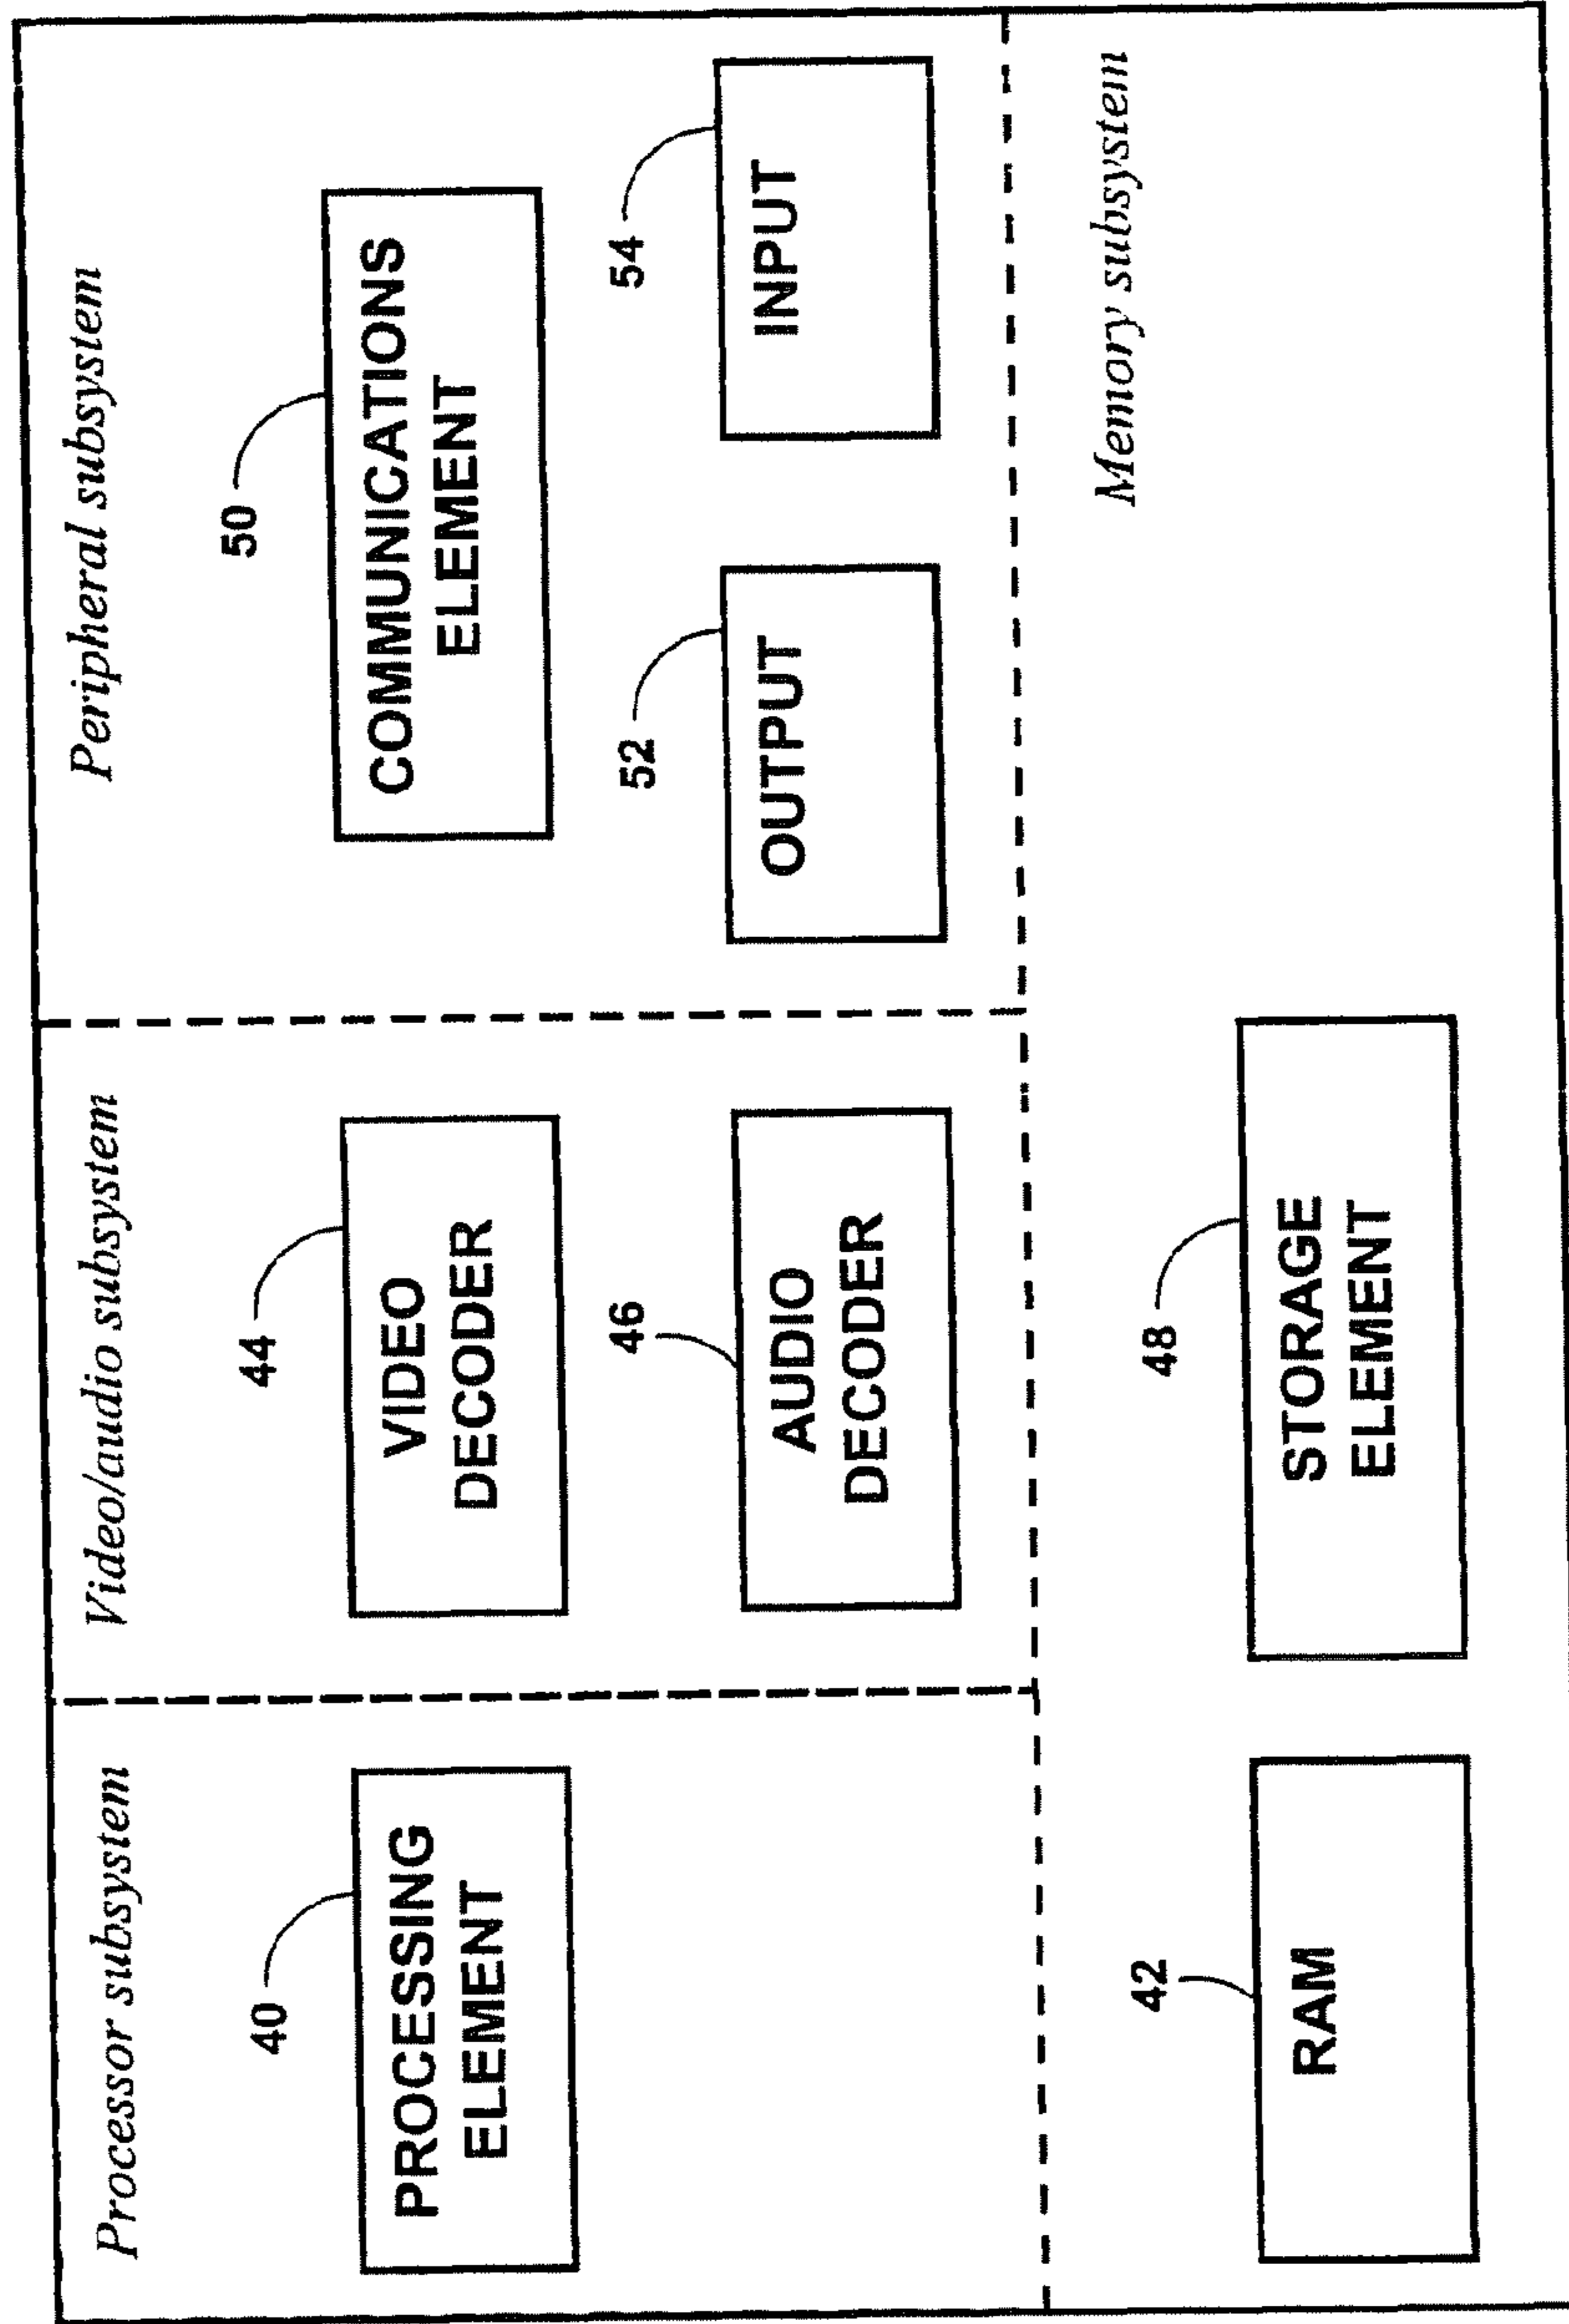 Processor subsystem
40
PROCESSING
ELEMENT
Video/audio subsystem
44
VIDEO
DECODER
46
AUDIO
DECODER
Peripheral subsystem
50
COMMUNICATIONS
ELEMENT
52
OUTPUT
54
INPUT
Memory subsystem
42
RAM
48
STORAGE
ELEMENT